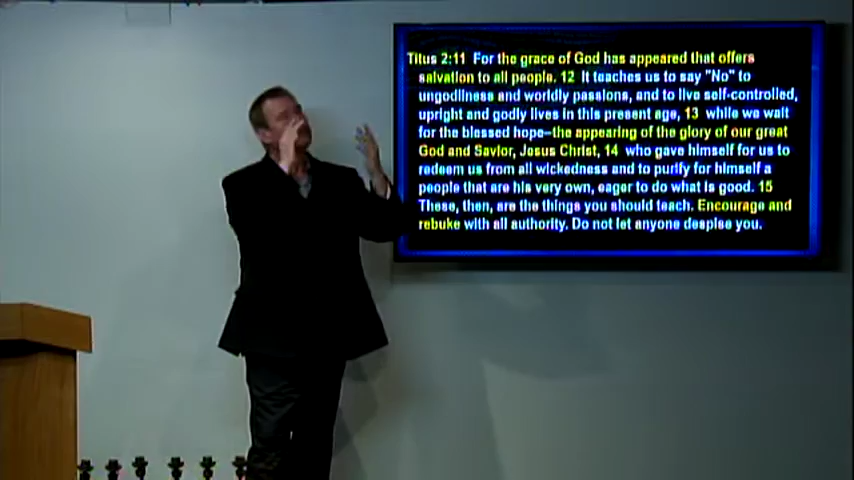 Titus 2:11 For the grace of God has appeared that offers
salvation to all people. 12 It teaches us to say "No" to
ungodliness and worldly passions, and to live self-controlled,
upright and godly lives in this present age, 13 while we wait
for the blessed hope–the appearing of the glory of our great
God and Savior, Jesus Christ, 14 who gave himself for us to
redeem us from all wickedness and to purify for himself a
people that are his very own, eager to do what is good. 15
These, then, are the things you should teach. Encourage and
rebuke with all authority. Do not let anyone despise you.